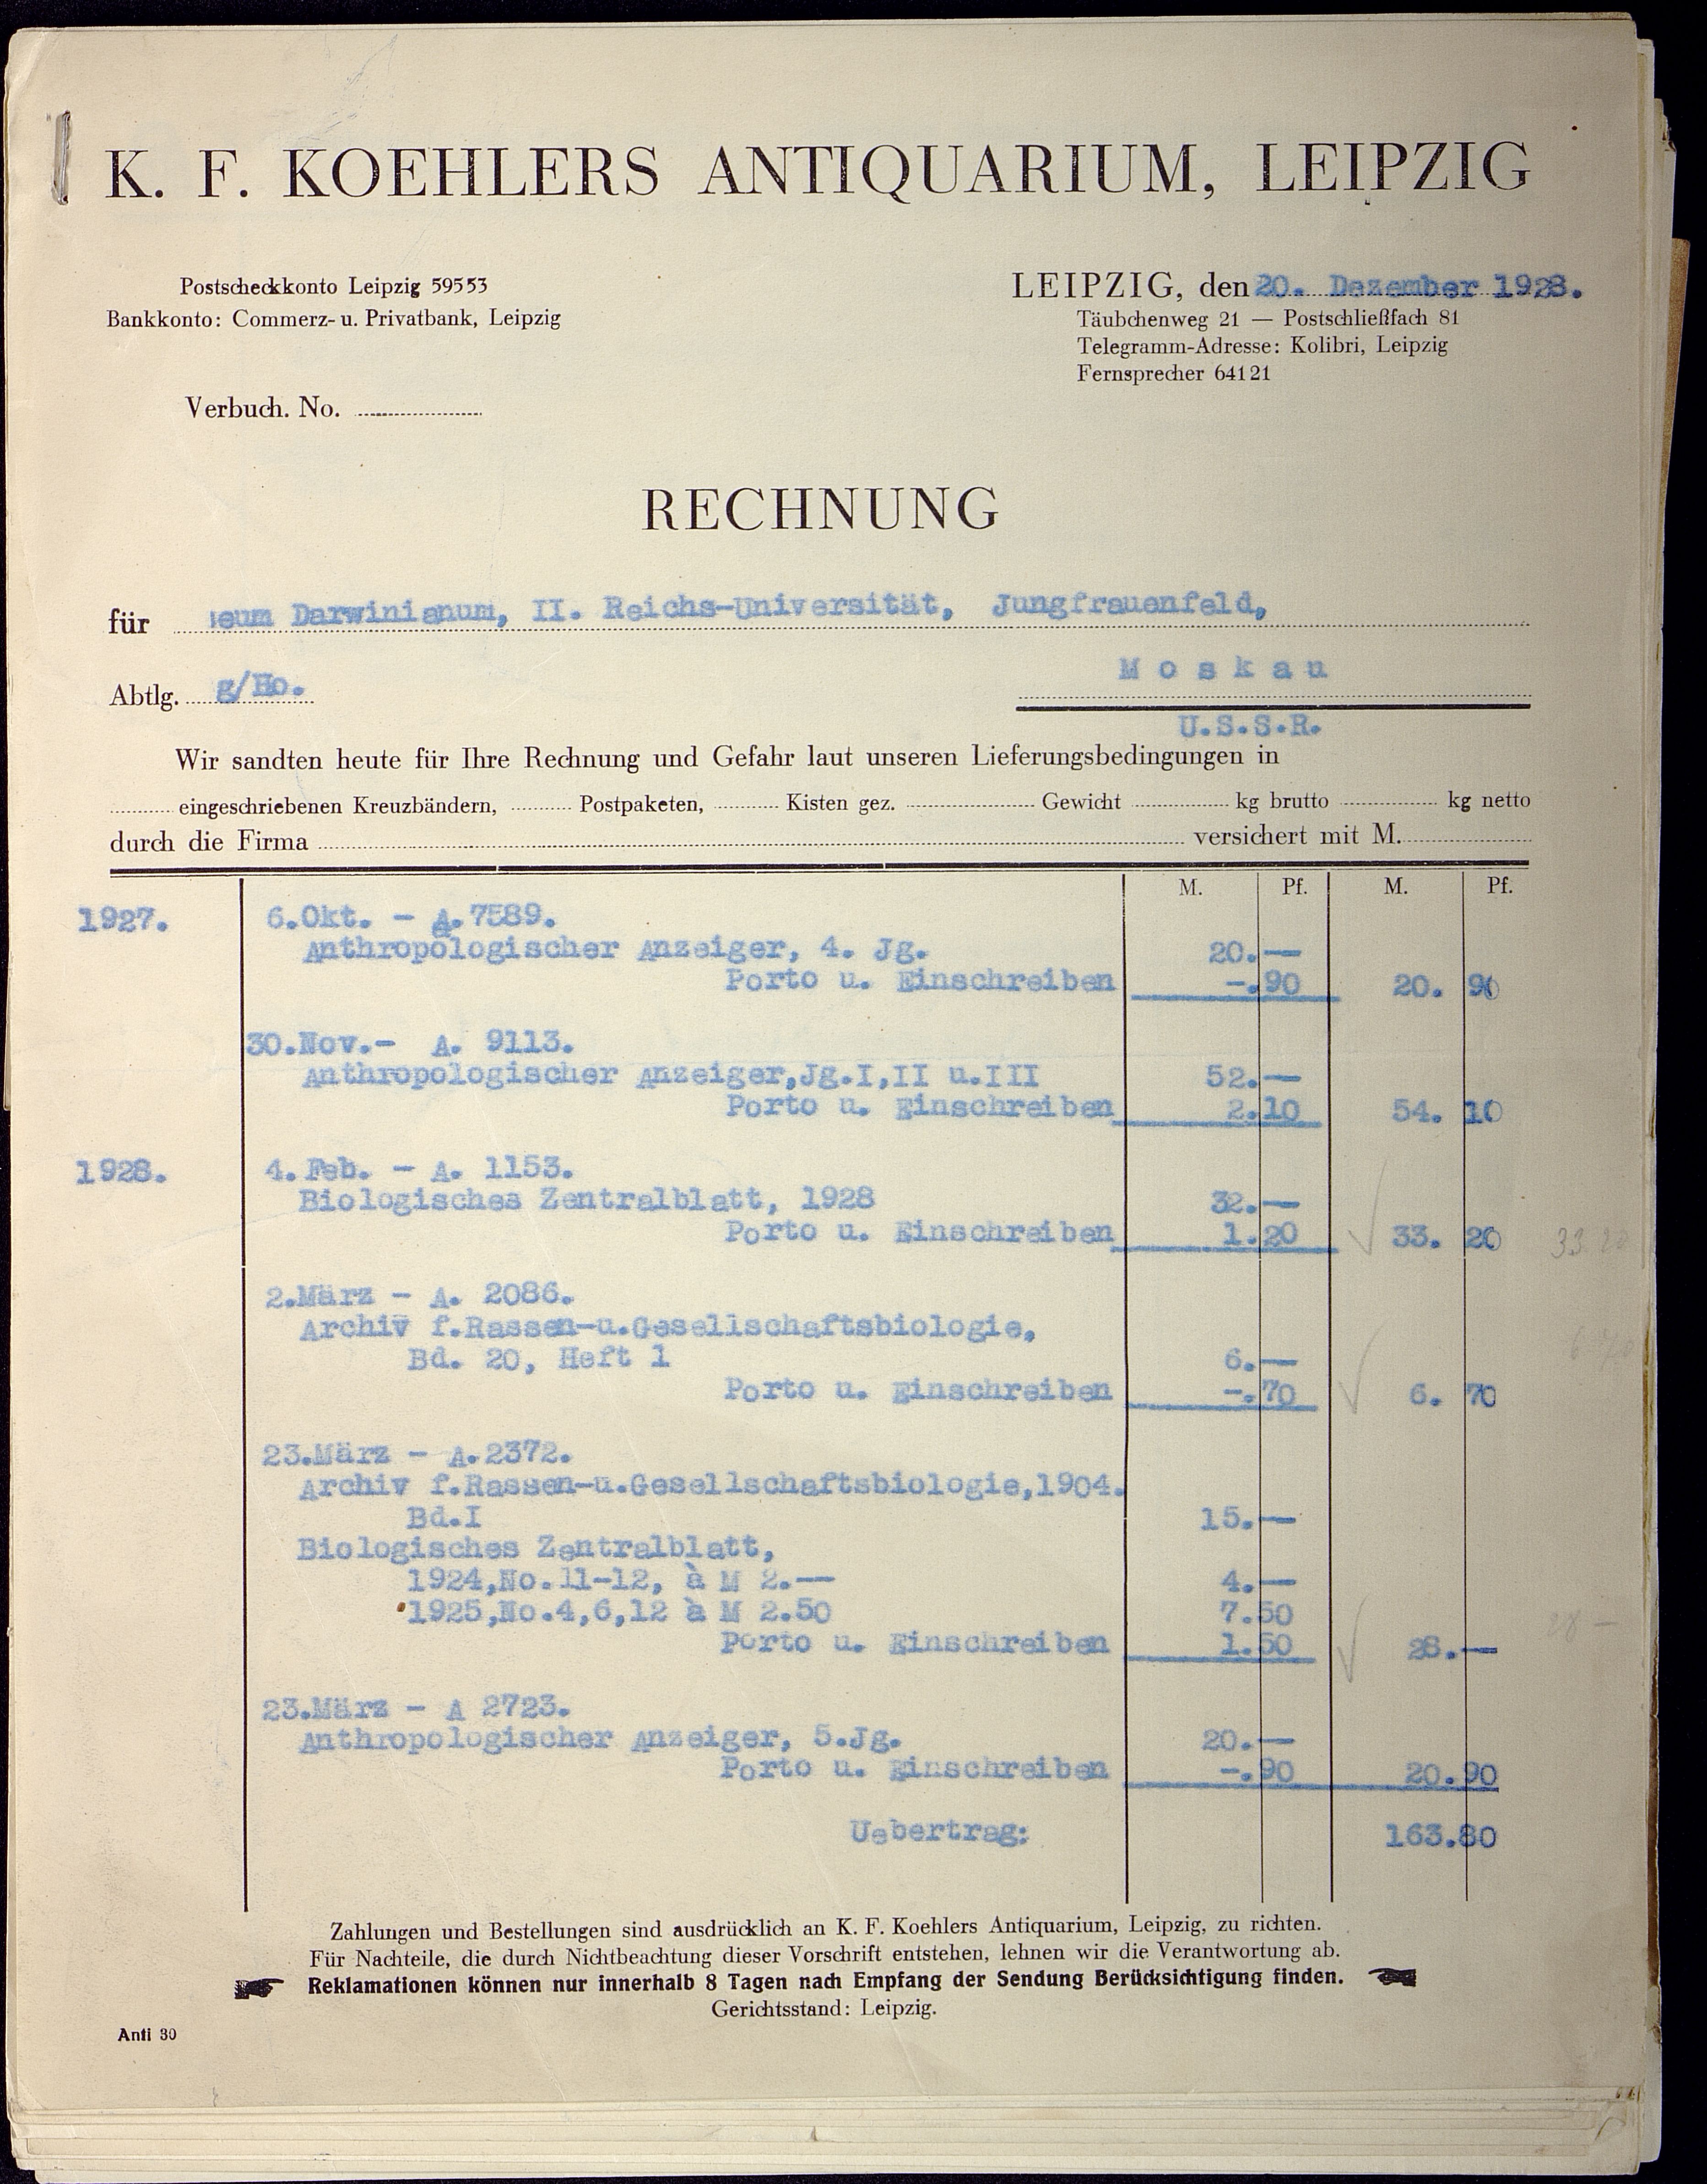 K. F. KOEHLERS ANTIQUARIUM, LEIPZIG
Postscheckkonto Leipzig 59553
Bankkonto: Commerz- u. Privatbank, Leipzig
LEIPZIG, den 20. Dezember 1928.
Täubchenweg 21 — Postschließfach 81
Telegramm-Adresse: Kolibri, Leipzig
Fernsprecher 64121
Verbuch. No.
RECHNUNG
für eum Darwinianum, II. Reichs-Universität, Jungfrauenfeld,
Abtlg. g/Ho. Moskau
U.S.S.R.
Wir sandten heute für Ihre Rechnung und Gefahr laut unseren Lieferungsbedingungen in
eingeschriebenen Kreuzbändern, Postpaketen, Kisten gez. Gewicht kg brutto kg netto
durch die Firma versichert mit M.
M. Pf. M. Pf.
1927. 6.Okt. - A.7589.
Anthropologischer Anzeiger, 4. Jg. 20.—
Porto u. Einschreiben -.90 20. 90
30.Nov.- A. 9113.
Anthropologischer Anzeiger,Jg.I,II u.III 52.—
Porto u. Einschreiben 2.10 54. 10
1928. 4.Feb. - A. 1153.
Biologisches Zentralblatt, 1928 32.—
Porto u. Einschreiben 1.20 33. 20 33.20
2.März - A. 2086.
Archiv f.Rassen-u.Gesellschaftsbiologie,
Bd. 20, Heft 1 6.—
Porto u. Einschreiben -.70 6. 70 6 70
23.März - A.2372.
Archiv f.Rassen-u.Gesellschaftsbiologie,1904.
Bd.I 15.—
Biologisches Zentralblatt,
1924,No.11-12, à M 2.— 4.—
1925,No.4,6,12 à M 2.50 7.50
Porto u. Einschreiben 1.50 28.— 28 —
23.März - A 2723.
Anthropologischer Anzeiger, 5.Jg. 20.—
Porto u. Einschreiben -.90 20.90
Uebertrag: 163.80
Zahlungen und Bestellungen sind ausdrücklich an K. F. Koehlers Antiquarium, Leipzig, zu richten.
Für Nachteile, die durch Nichtbeachtung dieser Vorschrift entstehen, lehnen wir die Verantwortung ab.
Reklamationen können nur innerhalb 8 Tagen nach Empfang der Sendung Berücksichtigung finden.
Gerichtsstand: Leipzig.
Anti 30